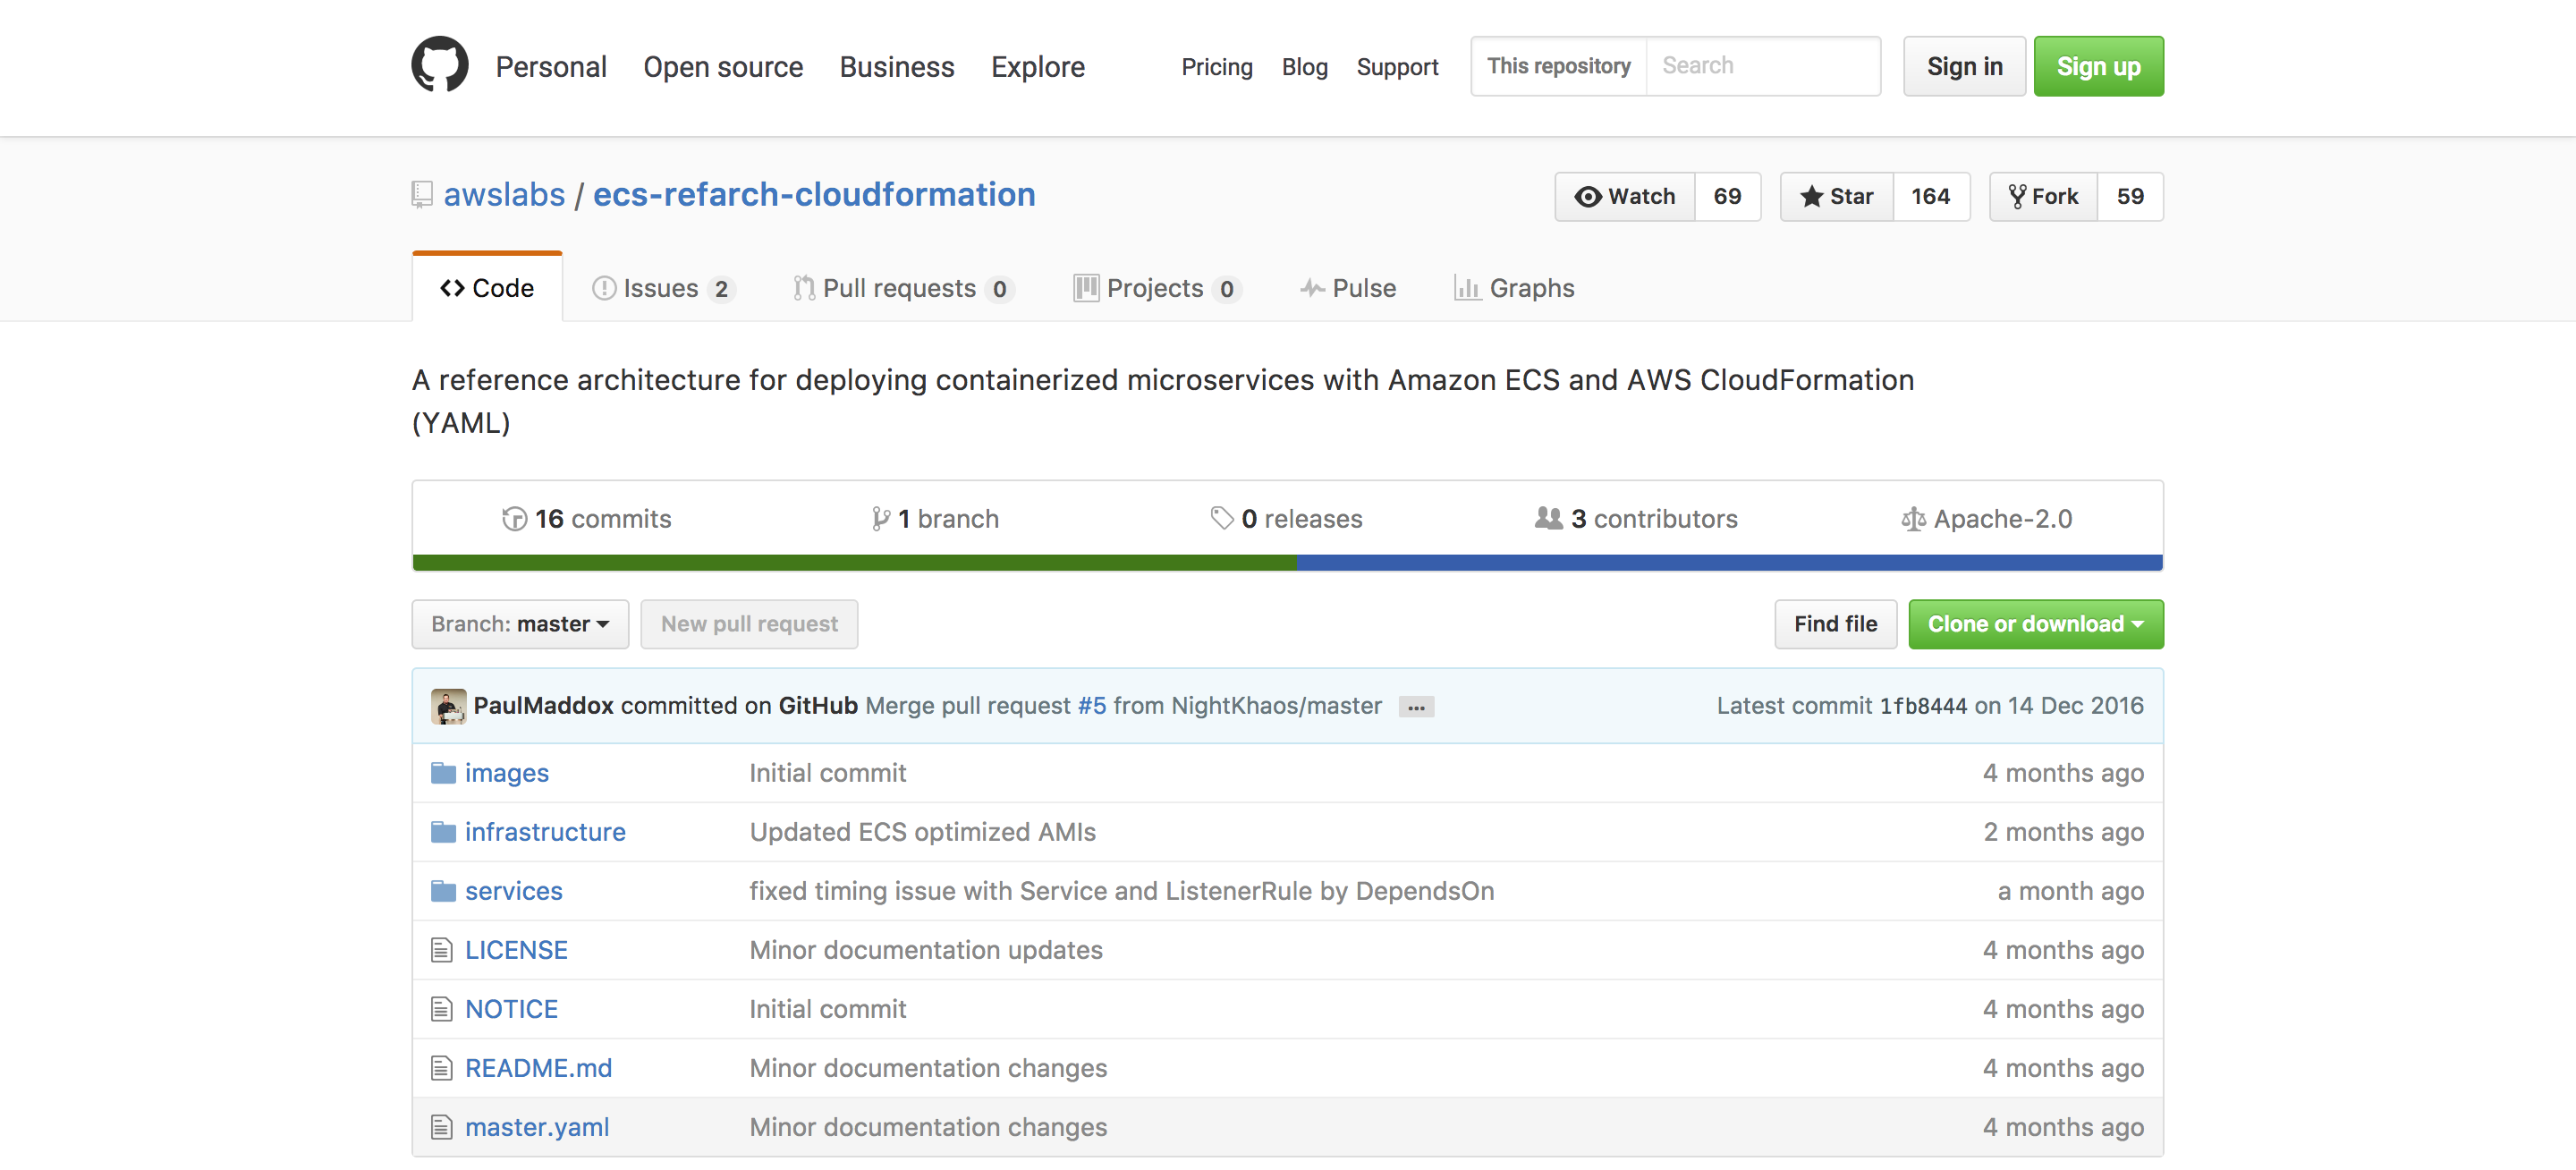 Personal Open source Business Explore Pricing Blog Support This repository Search Sign in Sign up
awslabs / ecs-refarch-cloudformation Watch 69 Star 164 Fork 59
Code Issues 2 Pull requests 0 Projects 0 Pulse Graphs
A reference architecture for deploying containerized microservices with Amazon ECS and AWS CloudFormation
(YAML)
16 commits 1 branch 0 releases 3 contributors Apache-2.0
Branch: master New pull request Find file Clone or download
PaulMaddox committed on GitHub Merge pull request #5 from NightKhaos/master ... Latest commit 1fb8444 on 14 Dec 2016
images Initial commit 4 months ago
infrastructure Updated ECS optimized AMIs 2 months ago
services fixed timing issue with Service and ListenerRule by DependsOn a month ago
LICENSE Minor documentation updates 4 months ago
NOTICE Initial commit 4 months ago
README.md Minor documentation changes 4 months ago
master.yaml Minor documentation changes 4 months ago